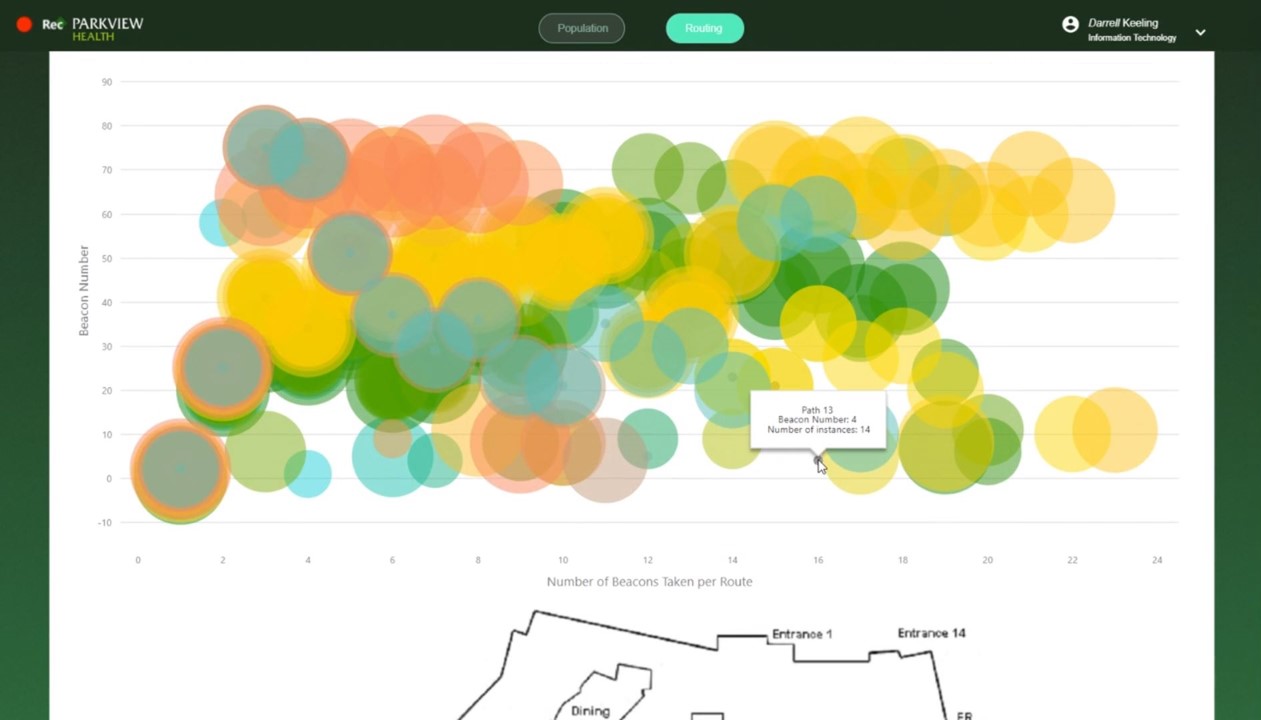 Rec PARKVIEW
HEALTH
Population
Routing
Darrell Keeling
Information Technology
90
80
70
60
50
40
30
20
10
0
-10
Beacon Number
Path 13
Beacon Number: 4
Number of instances: 14
0 2 4 6 8 10 12 14 16 18 20 22 24
Number of Beacons Taken per Route
Entrance 1
Entrance 14
Dining
ER